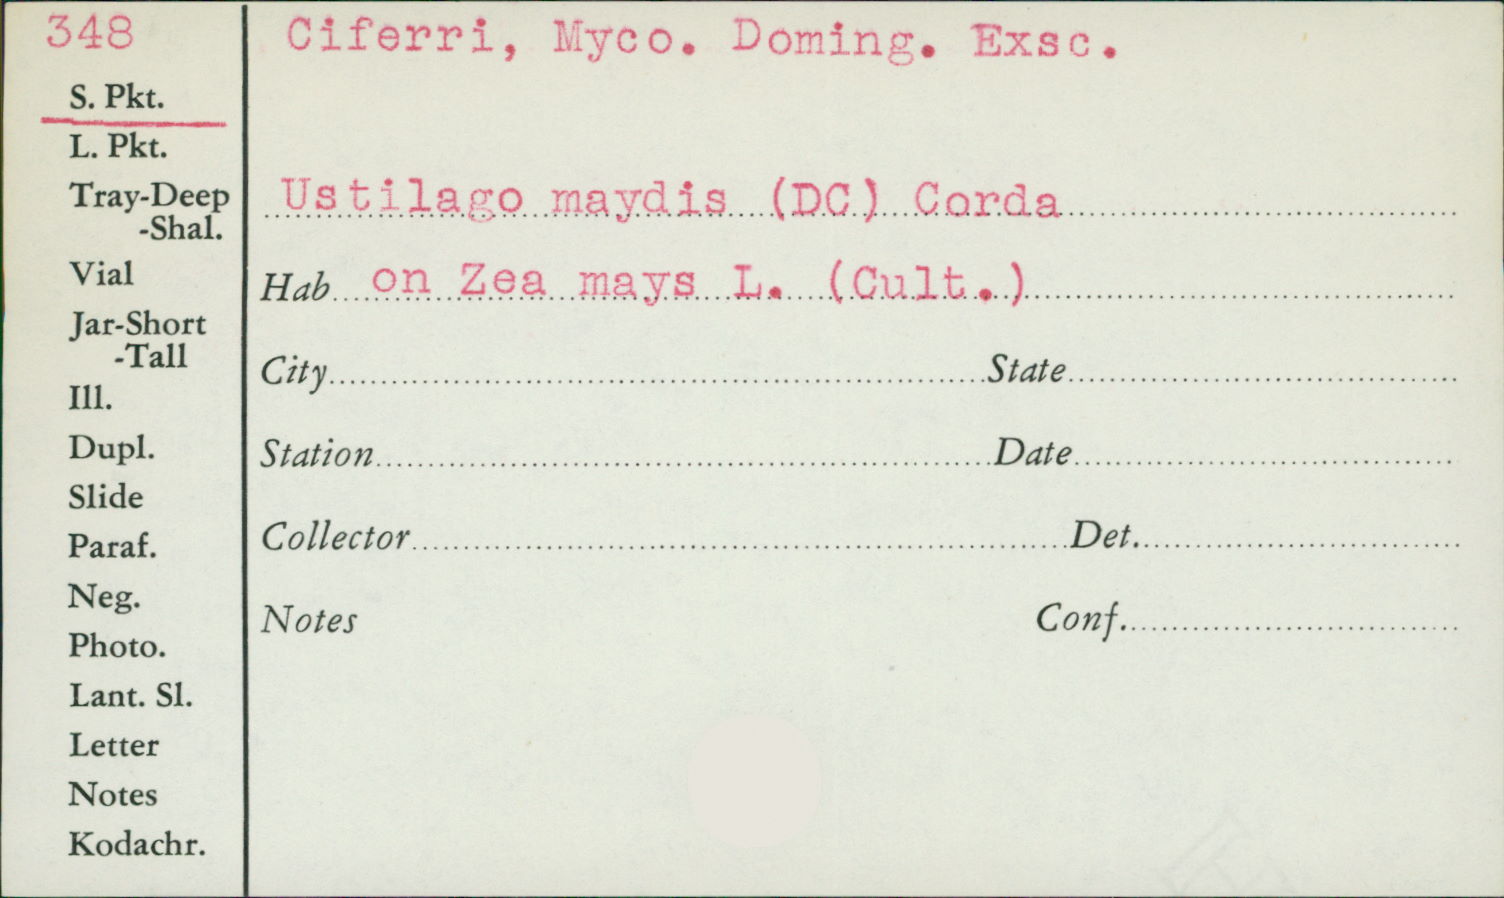 348
Ciferri, Myco. Doming. Exsc.
S. Pkt.
L. Pkt.
Tray-Deep
-Shal.
Vial
Jar-Short
-Tall
Ill.
Dupl.
Slide
Paraf.
Neg.
Photo.
Lant. Sl.
Letter
Notes
Kodachr.
Ustilago maydis (DC) Corda
Hab on Zea mays L. (Cult.)
City State
Station Date
Collector Det.
Notes Conf.